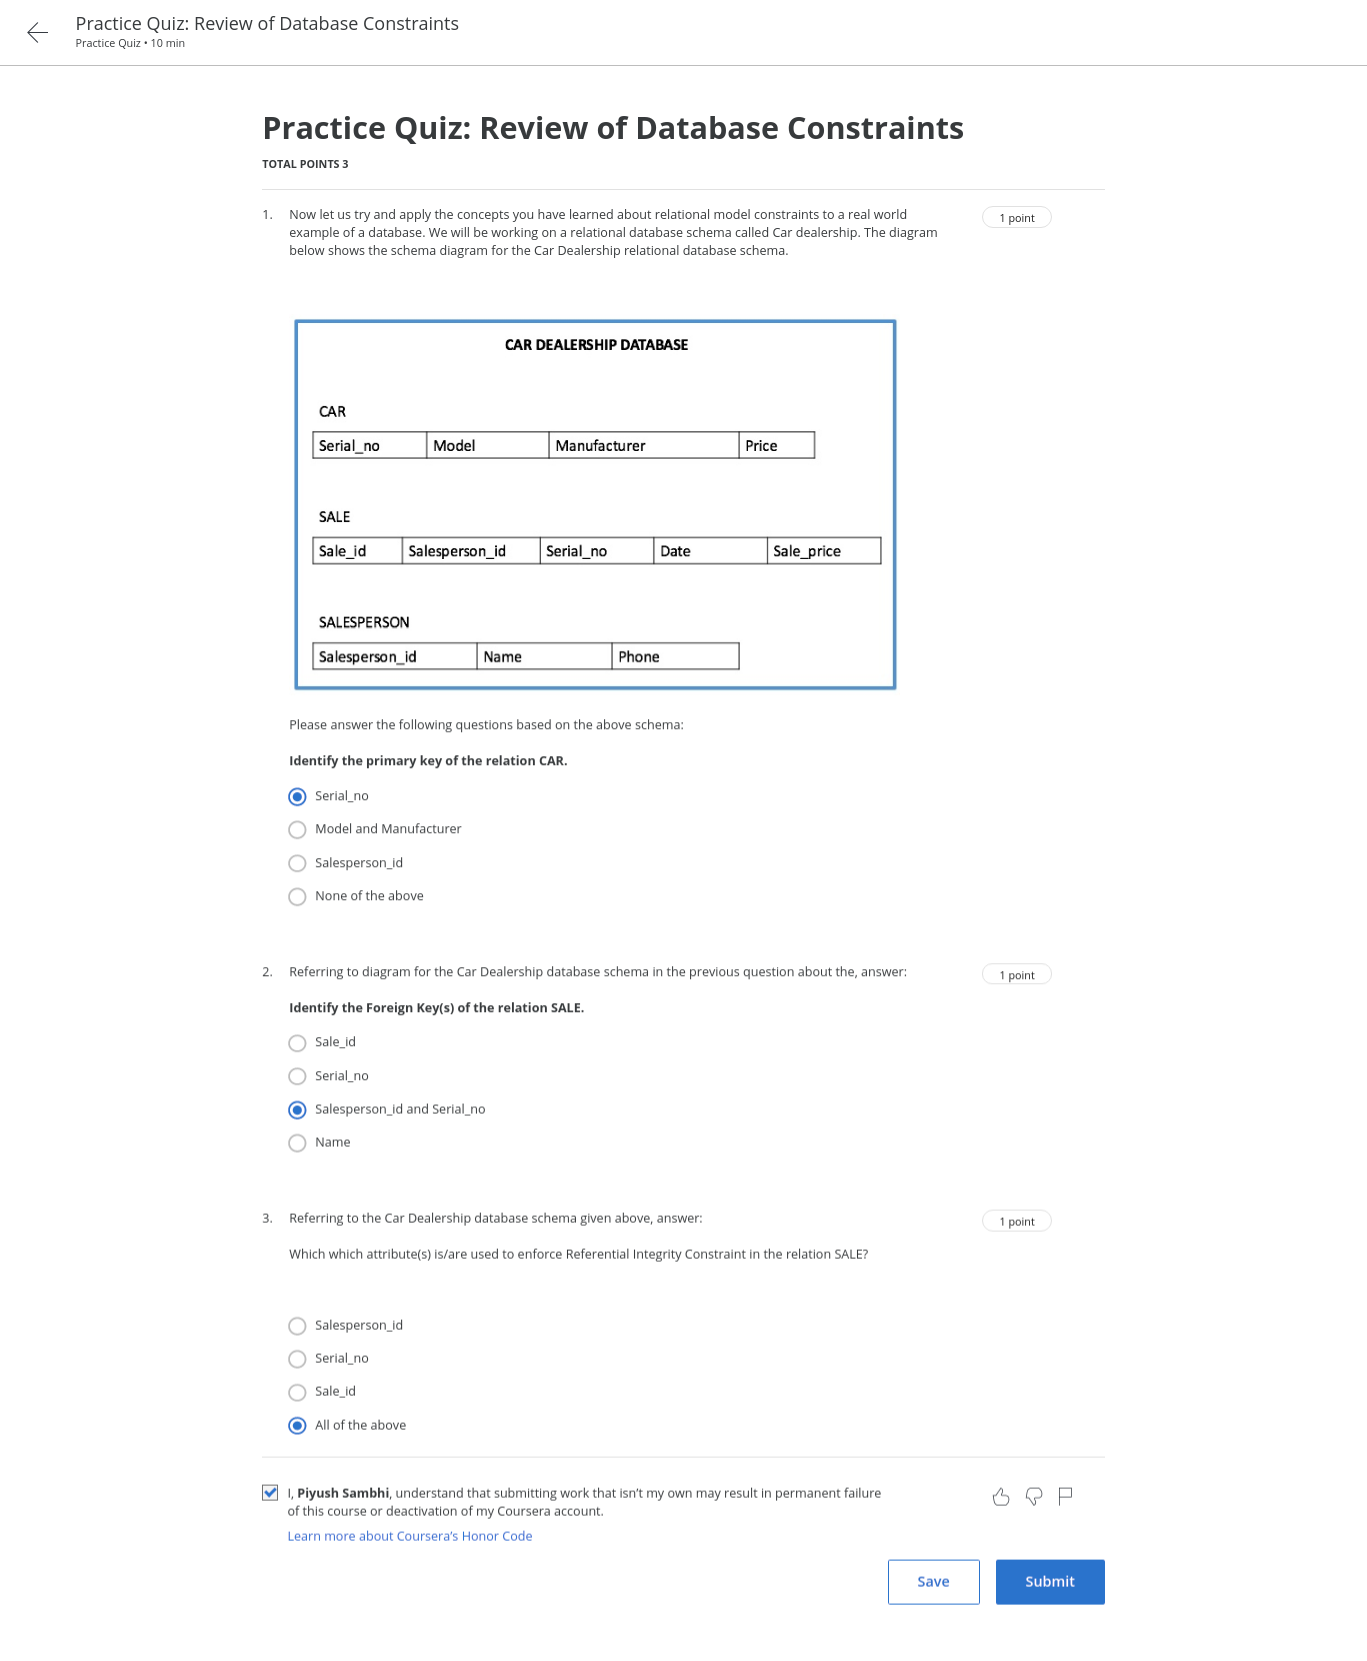 Practice Quiz: Review of Database Constraints
Practice Quiz • 10 min
Practice Quiz: Review of Database Constraints
TOTAL POINTS 3
1. Now let us try and apply the concepts you have learned about relational model constraints to a real world
1 point
example of a database. We will be working on a relational database schema called Car dealership. The diagram
below shows the schema diagram for the Car Dealership relational database schema.
CAR DEALERSHIP DATABASE
CAR
Serial_no Model Manufacturer Price
SALE
Sale_id Salesperson_id Serial_no Date Sale_price
SALESPERSON
Salesperson_id Name Phone
Please answer the following questions based on the above schema:
Identify the primary key of the relation CAR.
Serial_no
Model and Manufacturer
Salesperson_id
None of the above
2. Referring to diagram for the Car Dealership database schema in the previous question about the, answer:
1 point
Identify the Foreign Key(s) of the relation SALE.
Sale_id
Serial_no
Salesperson_id and Serial_no
Name
3. Referring to the Car Dealership database schema given above, answer:
1 point
Which which attribute(s) is/are used to enforce Referential Integrity Constraint in the relation SALE?
Salesperson_id
Serial_no
Sale_id
All of the above
I, Piyush Sambhi, understand that submitting work that isn't my own may result in permanent failure
of this course or deactivation of my Coursera account.
Learn more about Coursera's Honor Code
Save Submit